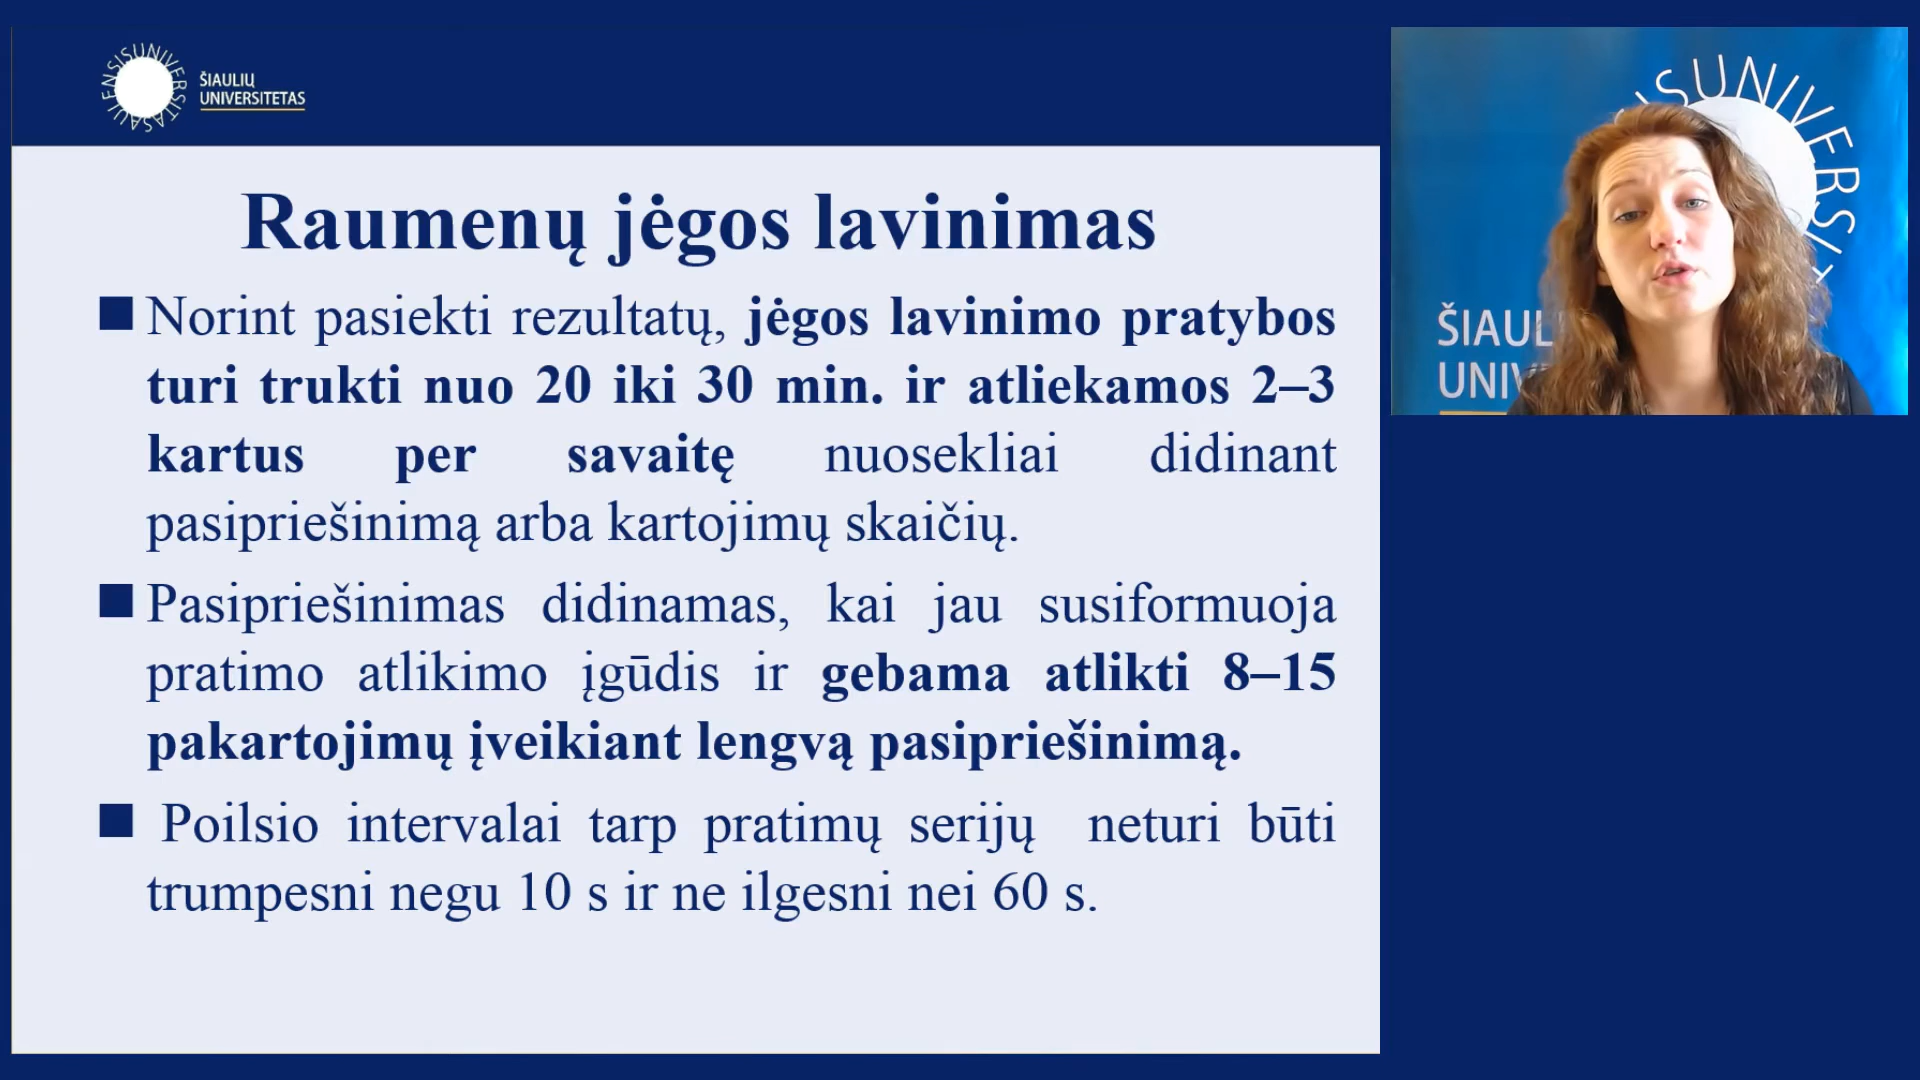 SAULENSISUNIVERSITAS
ŠIAULIŲ
UNIVERSITETAS
Raumenų jėgos lavinimas
Norint pasiekti rezultatų, jėgos lavinimo pratybos
turi trukti nuo 20 iki 30 min. ir atliekamos 2–3
kartus per savaitę nuosekliai didinant
pasipriešinimą arba kartojimų skaičių.
Pasipriešinimas didinamas, kai jau susiformuoja
pratimo atlikimo įgūdis ir gebama atlikti 8–15
pakartojimų įveikiant lengvą pasipriešinimą.
Poilsio intervalai tarp pratimų serijų neturi būti
trumpesni negu 10 s ir ne ilgesni nei 60 s.
ISUNIVERSIT
ŠIAUL
UNIV